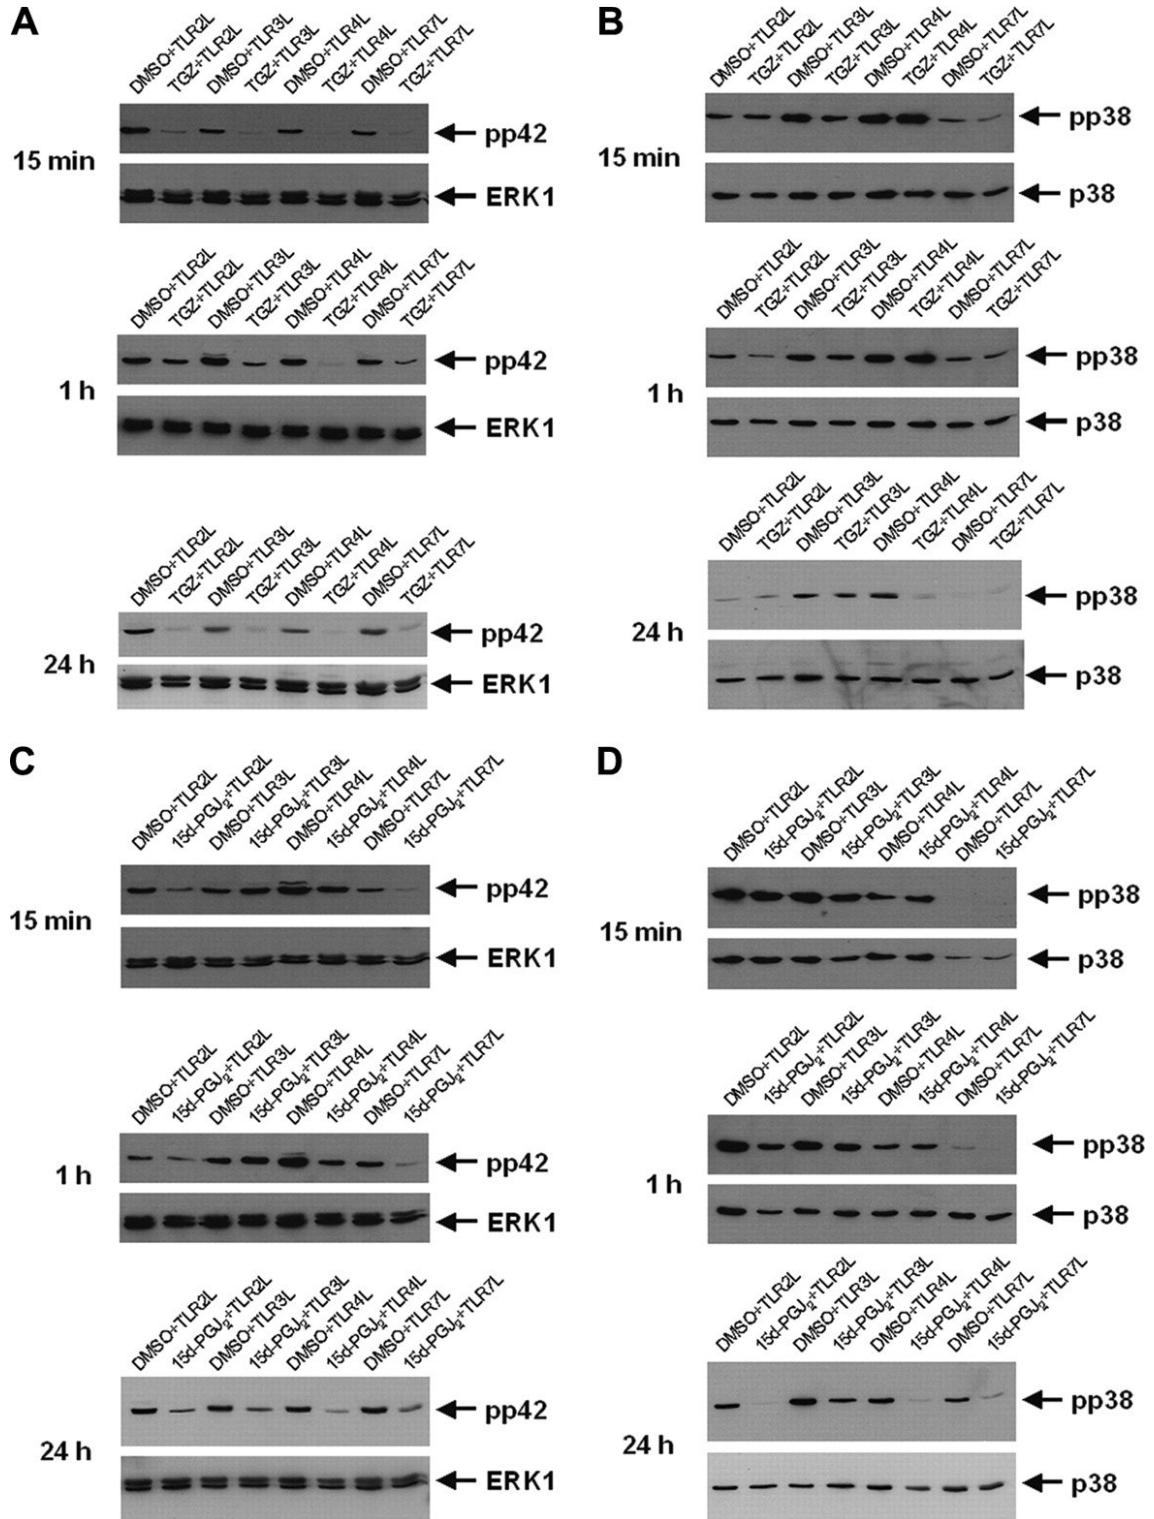 A
DMSO+TLR2L TGZ+TLR2L DMSO+TLR3L TGZ+TLR3L DMSO+TLR4L TGZ+TLR4L DMSO+TLR7L TGZ+TLR7L
15 min
pp42
ERK1
DMSO+TLR2L TGZ+TLR2L DMSO+TLR3L TGZ+TLR3L DMSO+TLR4L TGZ+TLR4L DMSO+TLR7L TGZ+TLR7L
1 h
pp42
ERK1
DMSO+TLR2L TGZ+TLR2L DMSO+TLR3L TGZ+TLR3L DMSO+TLR4L TGZ+TLR4L DMSO+TLR7L TGZ+TLR7L
24 h
pp42
ERK1
B
DMSO+TLR2L TGZ+TLR2L DMSO+TLR3L TGZ+TLR3L DMSO+TLR4L TGZ+TLR4L DMSO+TLR7L TGZ+TLR7L
15 min
pp38
p38
DMSO+TLR2L TGZ+TLR2L DMSO+TLR3L TGZ+TLR3L DMSO+TLR4L TGZ+TLR4L DMSO+TLR7L TGZ+TLR7L
1 h
pp38
p38
DMSO+TLR2L TGZ+TLR2L DMSO+TLR3L TGZ+TLR3L DMSO+TLR4L TGZ+TLR4L DMSO+TLR7L TGZ+TLR7L
24 h
pp38
p38
C
DMSO+TLR2L 15d-PGJ₂+TLR2L DMSO+TLR3L 15d-PGJ₂+TLR3L DMSO+TLR4L 15d-PGJ₂+TLR4L DMSO+TLR7L 15d-PGJ₂+TLR7L
15 min
pp42
ERK1
DMSO+TLR2L 15d-PGJ₂+TLR2L DMSO+TLR3L 15d-PGJ₂+TLR3L DMSO+TLR4L 15d-PGJ₂+TLR4L DMSO+TLR7L 15d-PGJ₂+TLR7L
1 h
pp42
ERK1
DMSO+TLR2L 15d-PGJ₂+TLR2L DMSO+TLR3L 15d-PGJ₂+TLR3L DMSO+TLR4L 15d-PGJ₂+TLR4L DMSO+TLR7L 15d-PGJ₂+TLR7L
24 h
pp42
ERK1
D
DMSO+TLR2L 15d-PGJ₂+TLR2L DMSO+TLR3L 15d-PGJ₂+TLR3L DMSO+TLR4L 15d-PGJ₂+TLR4L DMSO+TLR7L 15d-PGJ₂+TLR7L
15 min
pp38
p38
DMSO+TLR2L 15d-PGJ₂+TLR2L DMSO+TLR3L 15d-PGJ₂+TLR3L DMSO+TLR4L 15d-PGJ₂+TLR4L DMSO+TLR7L 15d-PGJ₂+TLR7L
1 h
pp38
p38
DMSO+TLR2L 15d-PGJ₂+TLR2L DMSO+TLR3L 15d-PGJ₂+TLR3L DMSO+TLR4L 15d-PGJ₂+TLR4L DMSO+TLR7L 15d-PGJ₂+TLR7L
24 h
pp38
p38